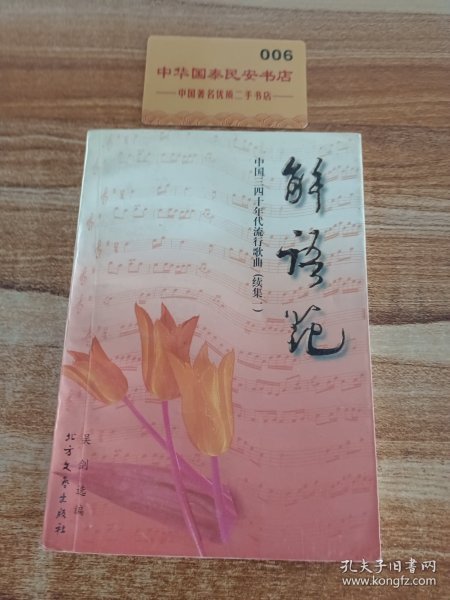 006
中华国泰民安书店
中国著名优质二手书店
解语花
中国三四十年代流行歌曲(续集一)
吴剑选编
北方文艺出版社
孔夫子旧书网
www.kongfz.com